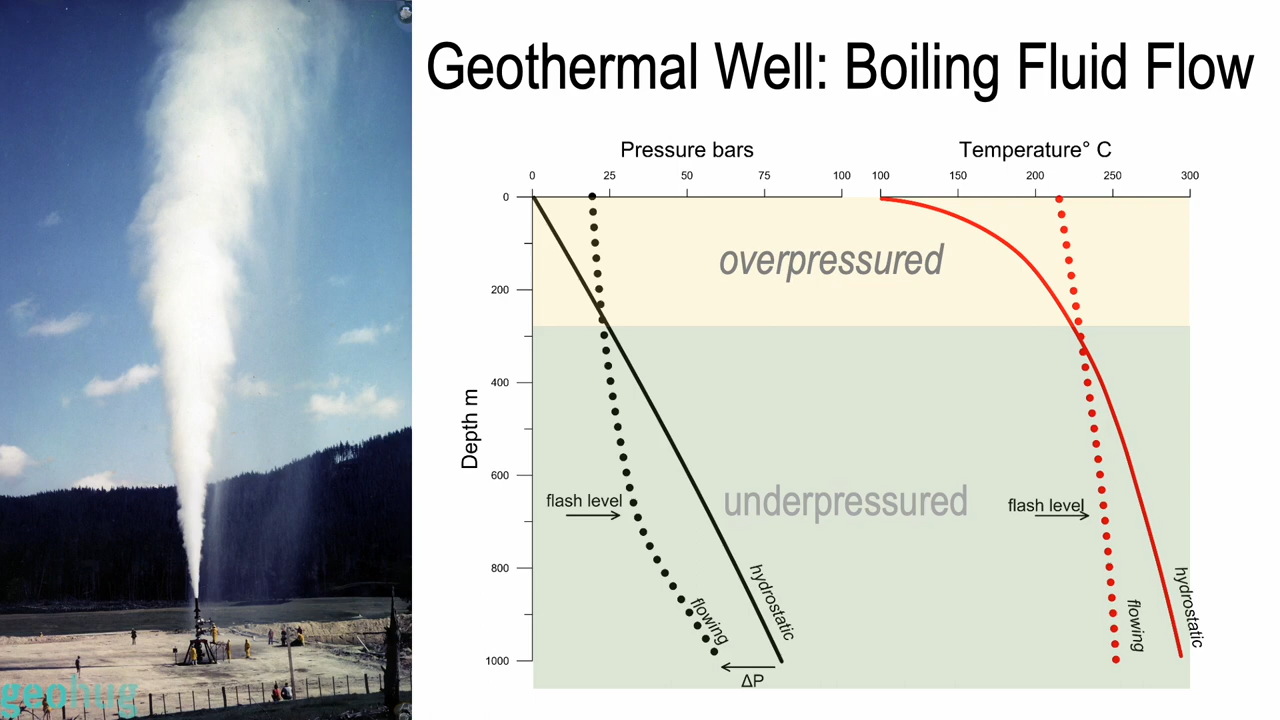 Geothermal Well: Boiling Fluid Flow
Pressure bars
Temperature° C
0 25 50 75 100
100 150 200 250 300
0
200
400
600
800
1000
Depth m
overpressured
underpressured
flash level
flash level
hydrostatic
flowing
ΔP
hydrostatic
flowing
geohug